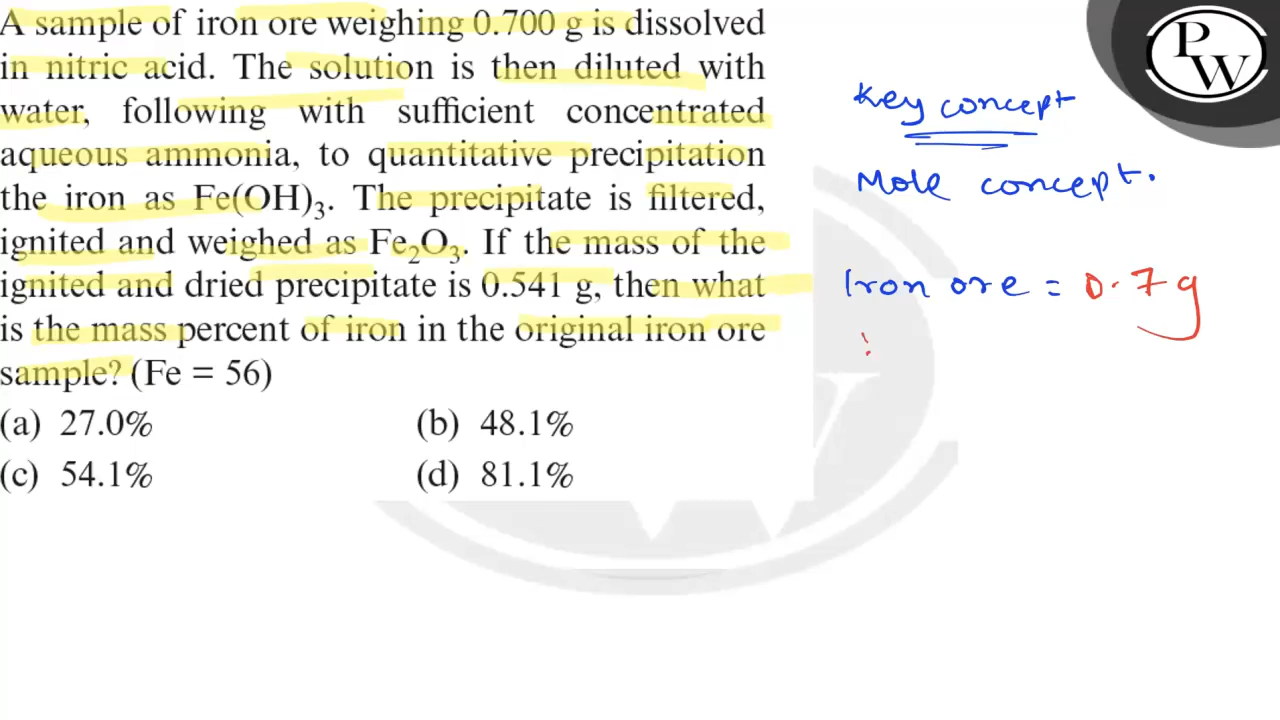 A sample of iron ore weighing 0.700 g is dissolved
in nitric acid. The solution is then diluted with
water, following with sufficient concentrated
aqueous ammonia, to quantitative precipitation
the iron as Fe(OH)₃. The precipitate is filtered,
ignited and weighed as Fe₂O₃. If the mass of the
ignited and dried precipitate is 0.541 g, then what
is the mass percent of iron in the original iron ore
sample? (Fe = 56)
(a) 27.0% (b) 48.1%
(c) 54.1% (d) 81.1%
PW
Key concept
Mole concept.
Iron ore = 0.7g